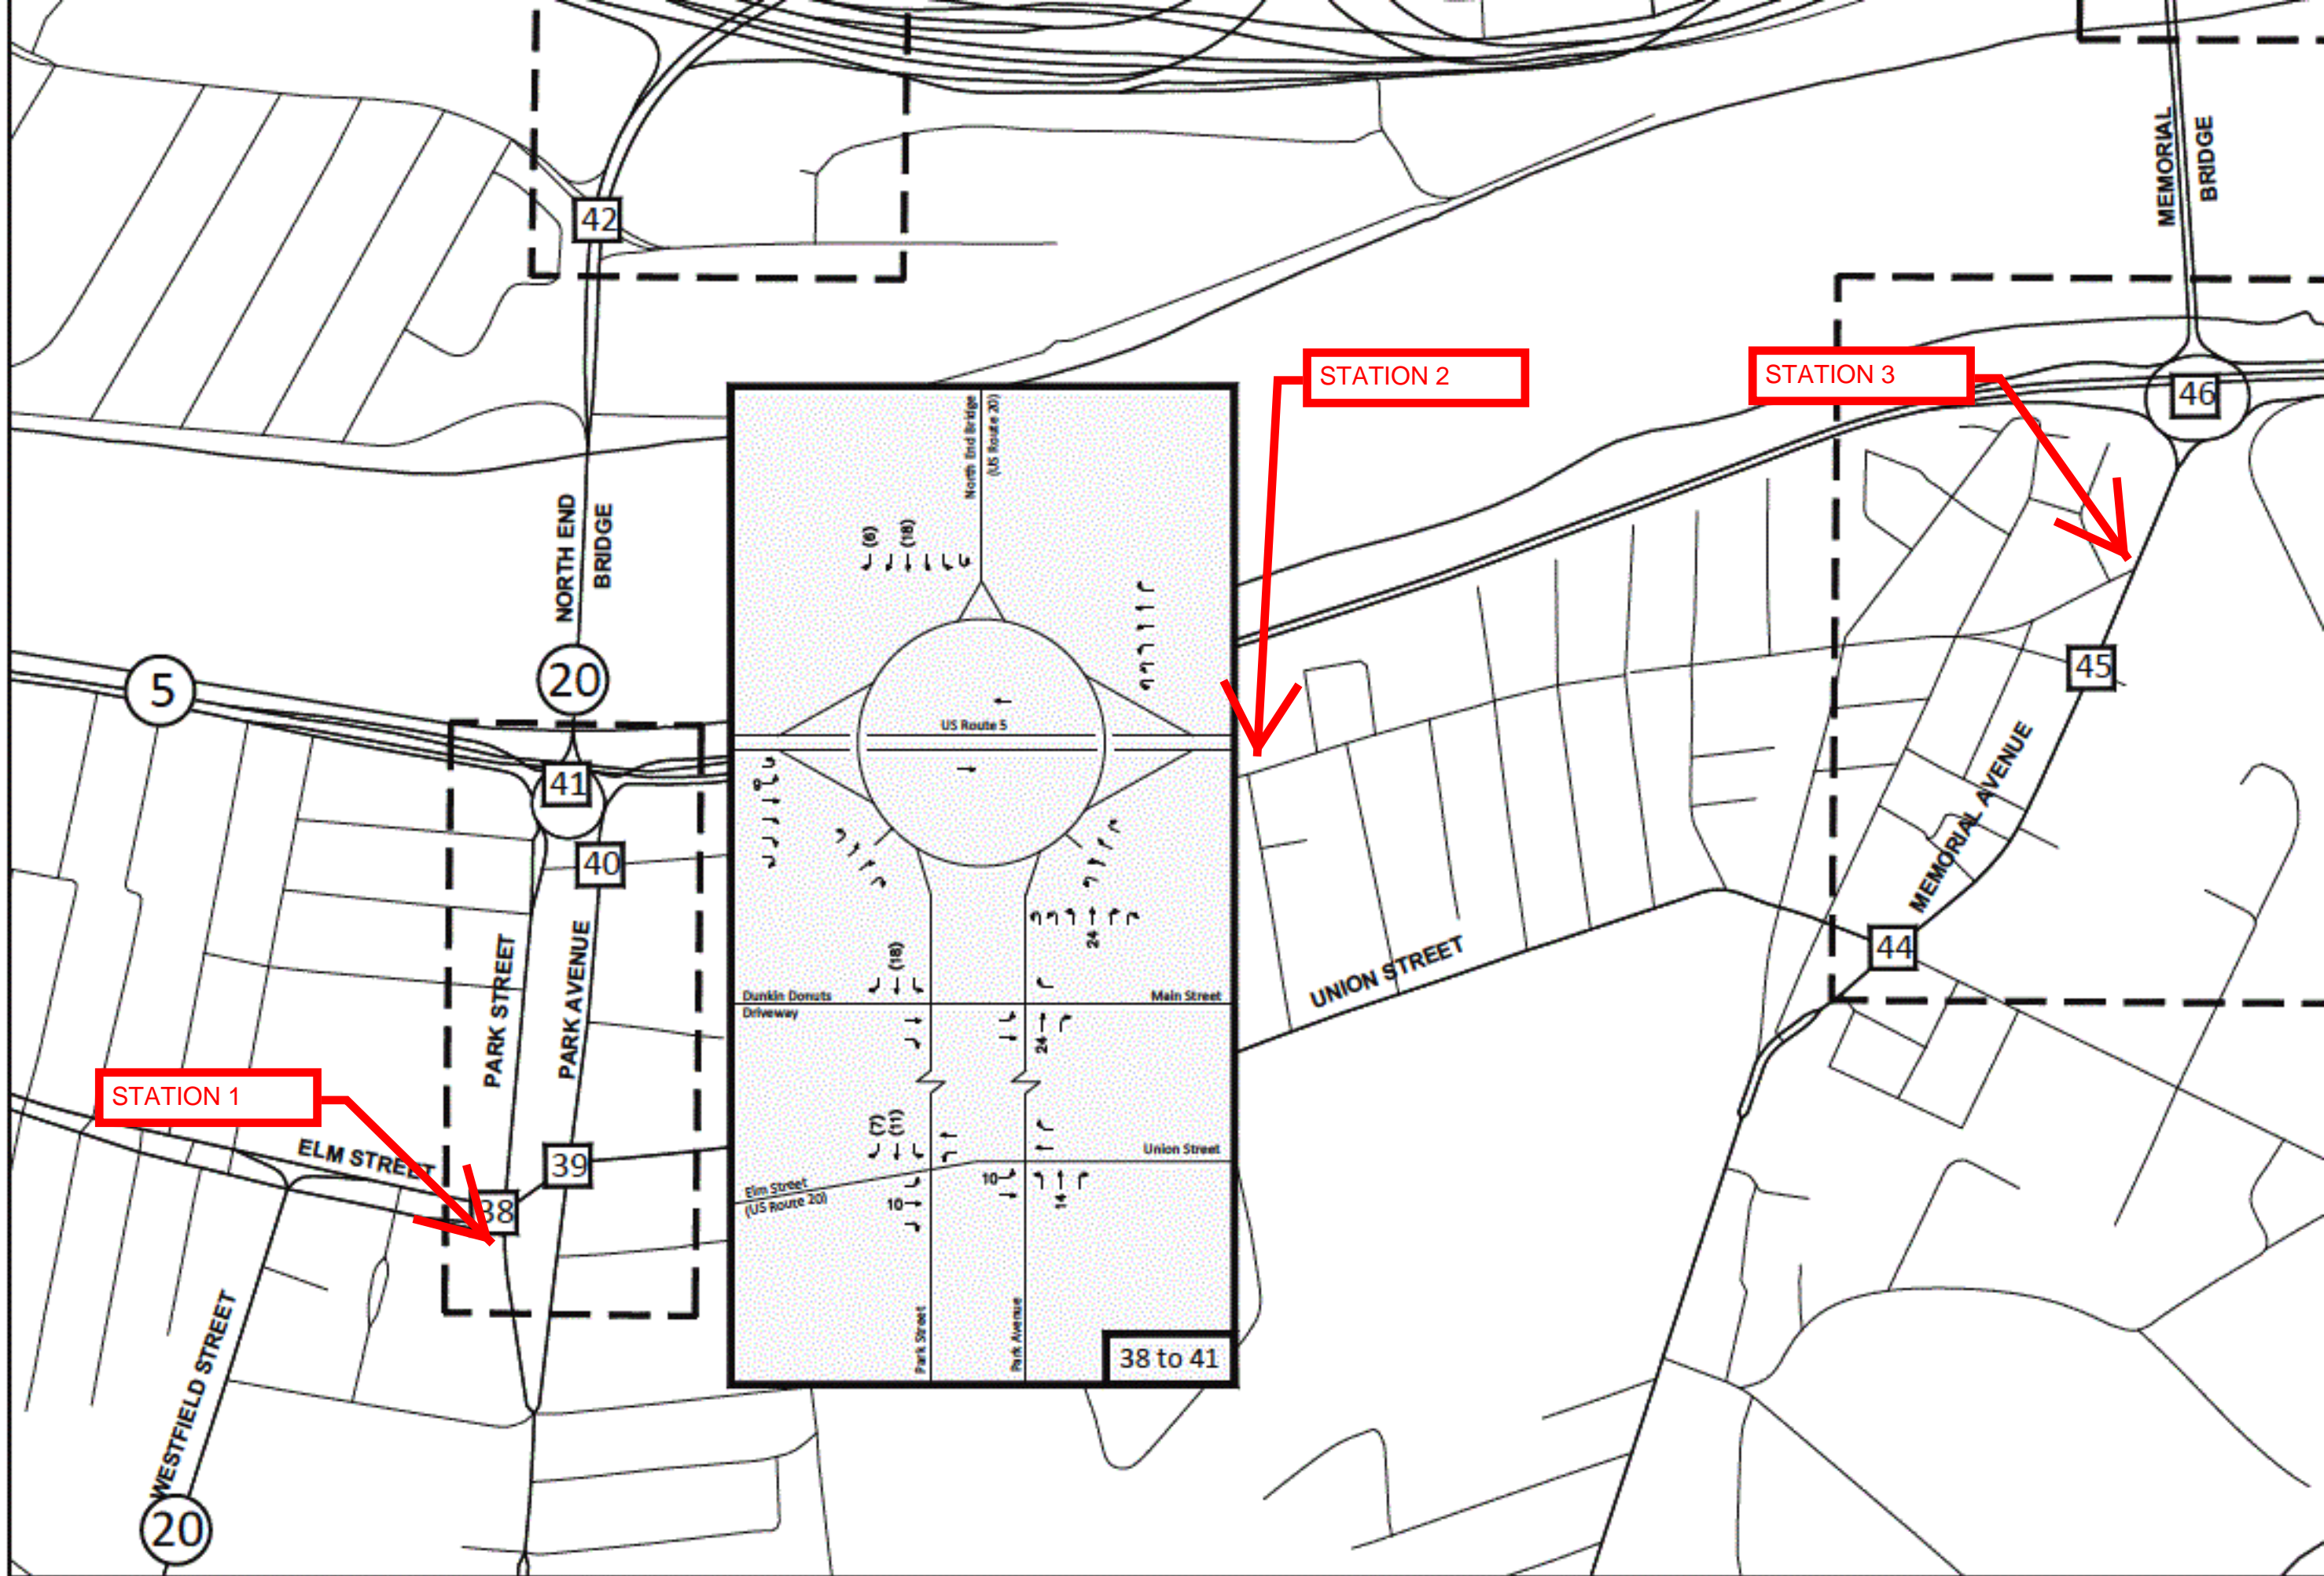 42
MEMORIAL
BRIDGE
STATION 2
STATION 3
46
NORTH END
BRIDGE
20
5
41
40
PARK STREET
PARK AVENUE
STATION 1
ELM STREET
39
38
WESTFIELD STREET
20
North End Bridge
(US Route 20)
(6)
(18)
US Route 5
24
(18)
Dunkin Donuts
Driveway
Main Street
24
(7)
(11)
Union Street
Elm Street
(US Route 20)
10
10
14
Park Street
Park Avenue
38 to 41
UNION STREET
45
MEMORIAL AVENUE
44